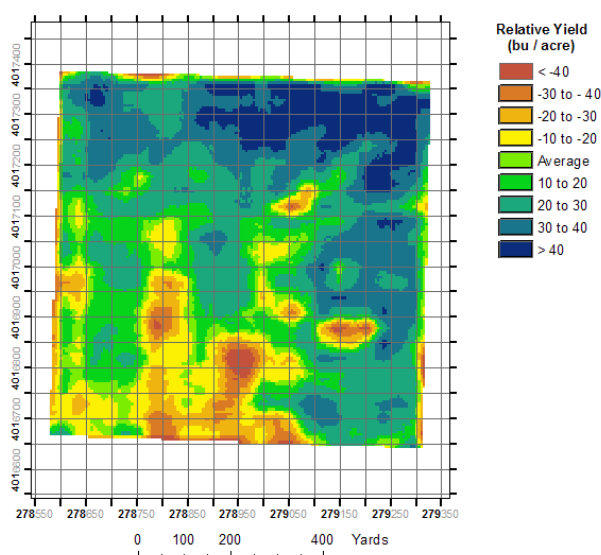 Relative Yield
(bu / acre)
< -40
-30 to - 40
-20 to -30
-10 to -20
Average
10 to 20
20 to 30
30 to 40
> 40
4017400
4017300
4017200
4017100
4017000
4016900
4016800
4016700
4016600
278550 278650 278750 278850 278950 279050 279150 279250 279350
0 100 200 400 Yards